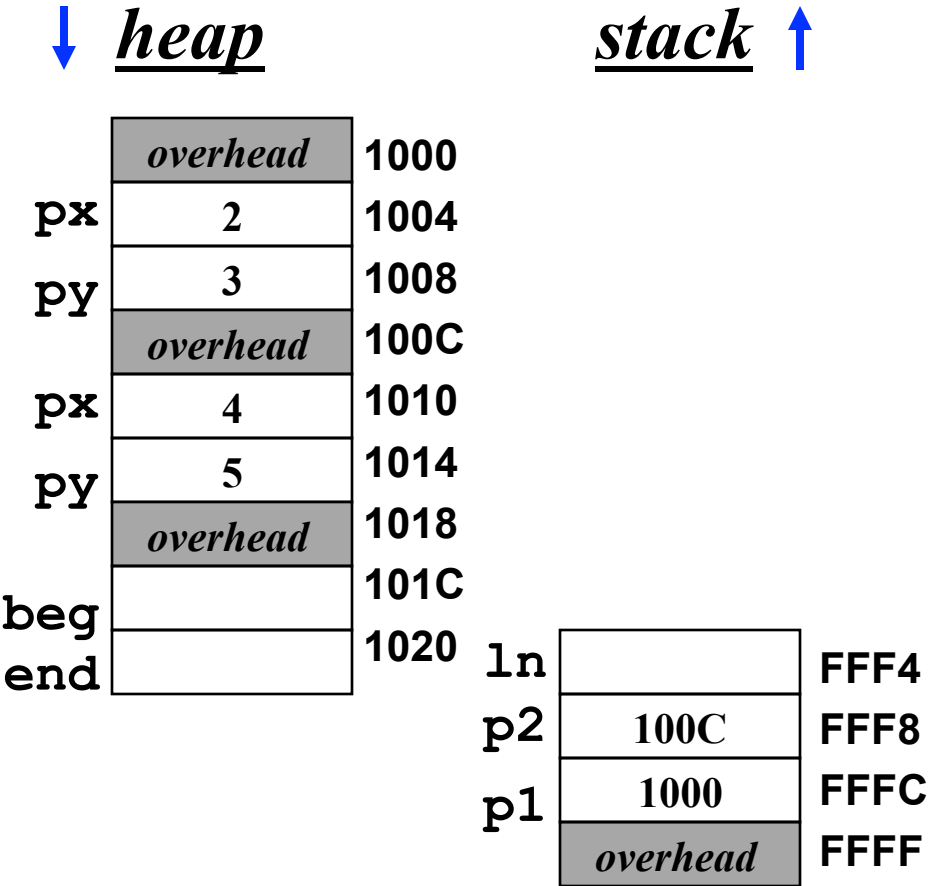 heap stack
overhead 1000
px 2 1004
py 3 1008
overhead 100C
px 4 1010
py 5 1014
overhead 1018
beg 101C
end 1020
ln FFF4
p2 100C FFF8
p1 1000 FFFC
overhead FFFF